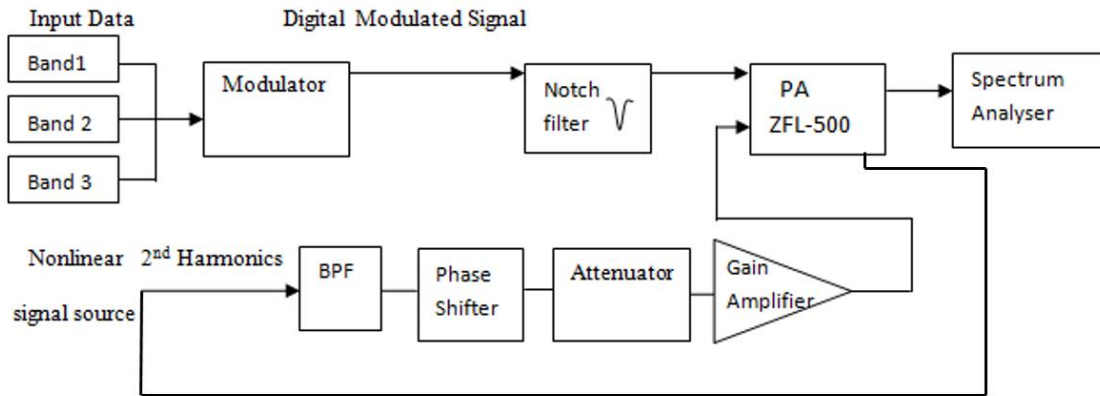 Input Data
Digital Modulated Signal
Band1
Band 2
Band 3
Modulator
Notch
filter
PA
ZFL-500
Spectrum
Analyser
Nonlinear 2nd Harmonics
signal source
BPF
Phase
Shifter
Attenuator
Gain
Amplifier